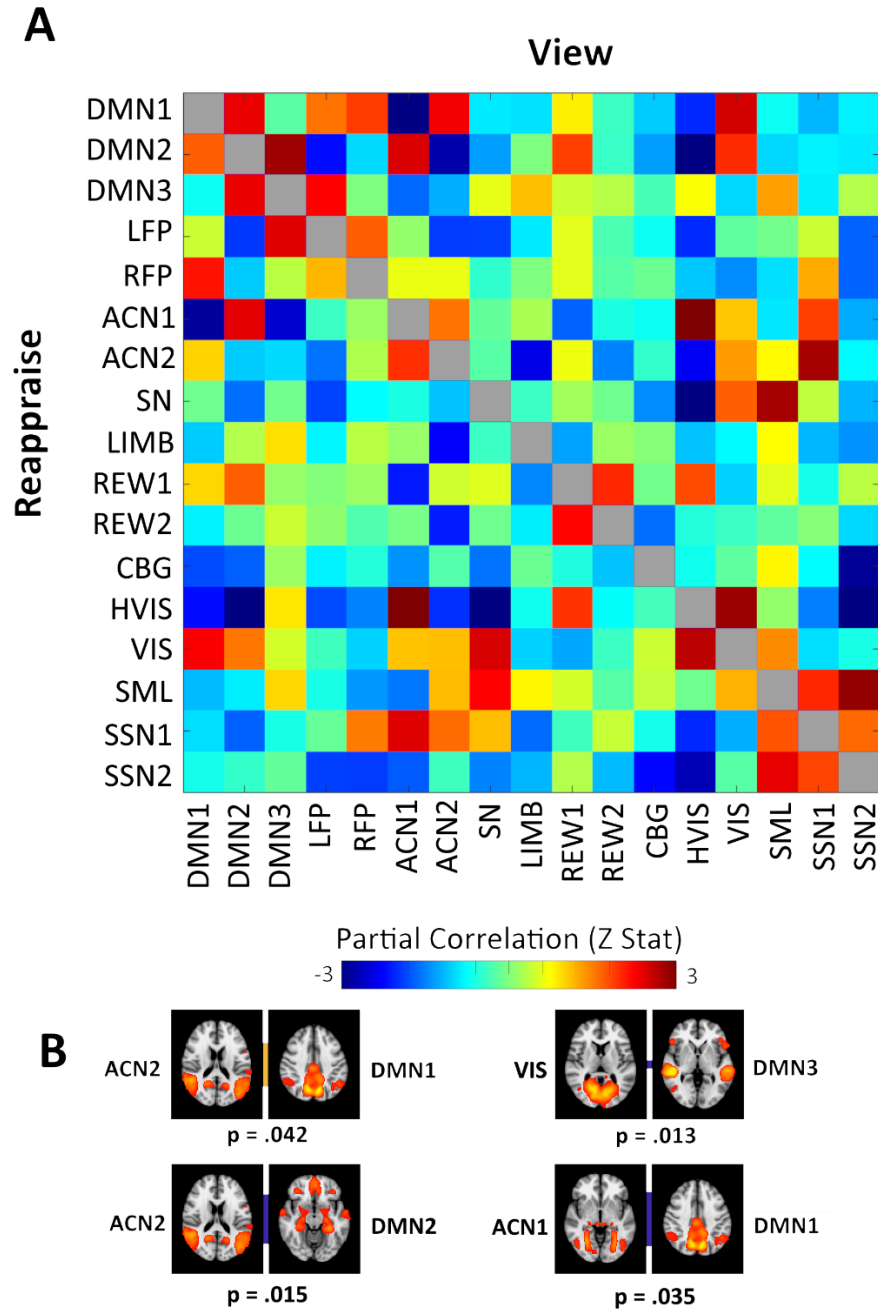 A
View
Reappraise
DMN1
DMN2
DMN3
LFP
RFP
ACN1
ACN2
SN
LIMB
REW1
REW2
CBG
HVIS
VIS
SML
SSN1
SSN2
DMN1 DMN2 DMN3 LFP RFP ACN1 ACN2 SN LIMB REW1 REW2 CBG HVIS VIS SML SSN1 SSN2
Partial Correlation (Z Stat)
-3 3
B
ACN2 DMN1
p = .042
VIS DMN3
p = .013
ACN2 DMN2
p = .015
ACN1 DMN1
p = .035